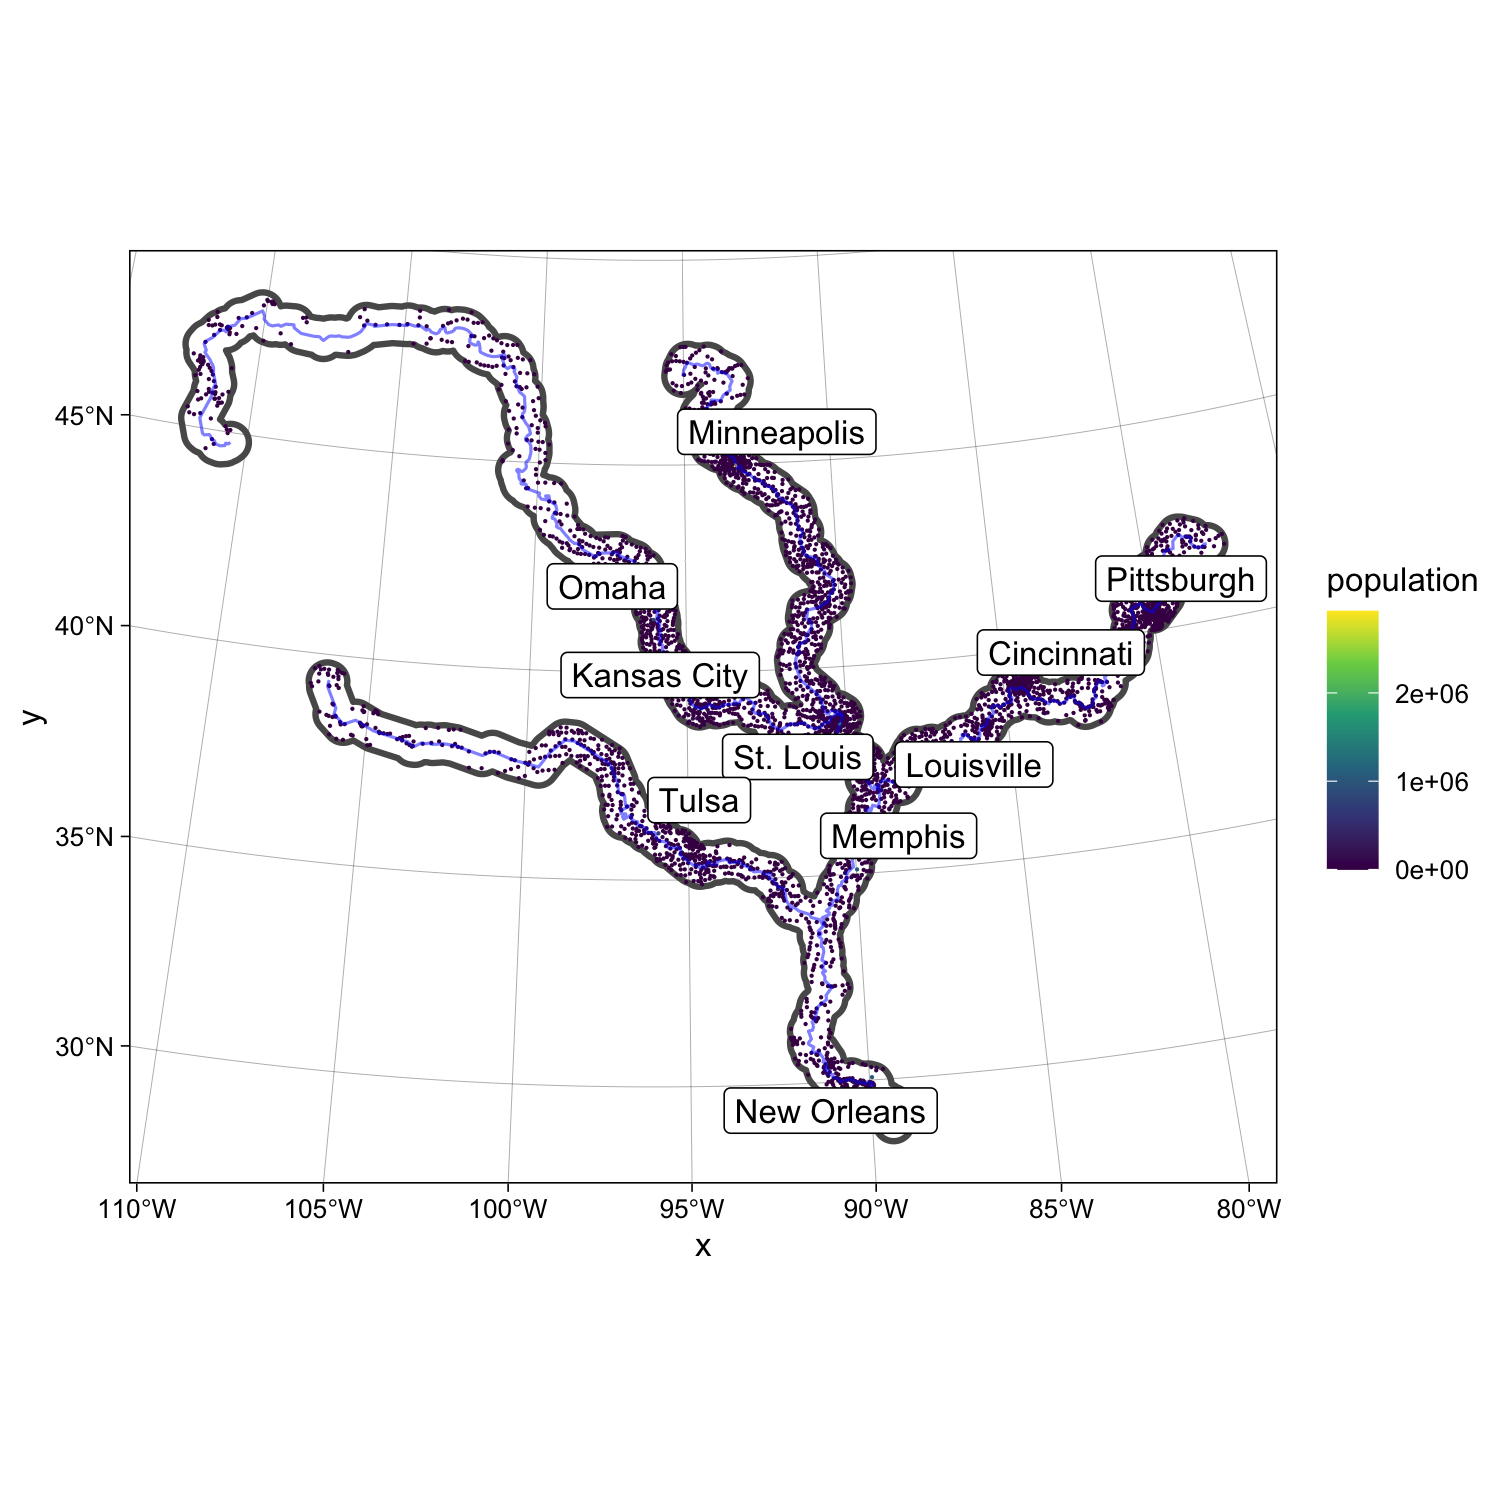 Minneapolis
Pittsburgh
Omaha
Cincinnati
Kansas City
St. Louis
Louisville
Tulsa
Memphis
New Orleans
45°N
40°N
35°N
30°N
y
110°W 105°W 100°W 95°W 90°W 85°W 80°W
x
population
2e+06
1e+06
0e+00